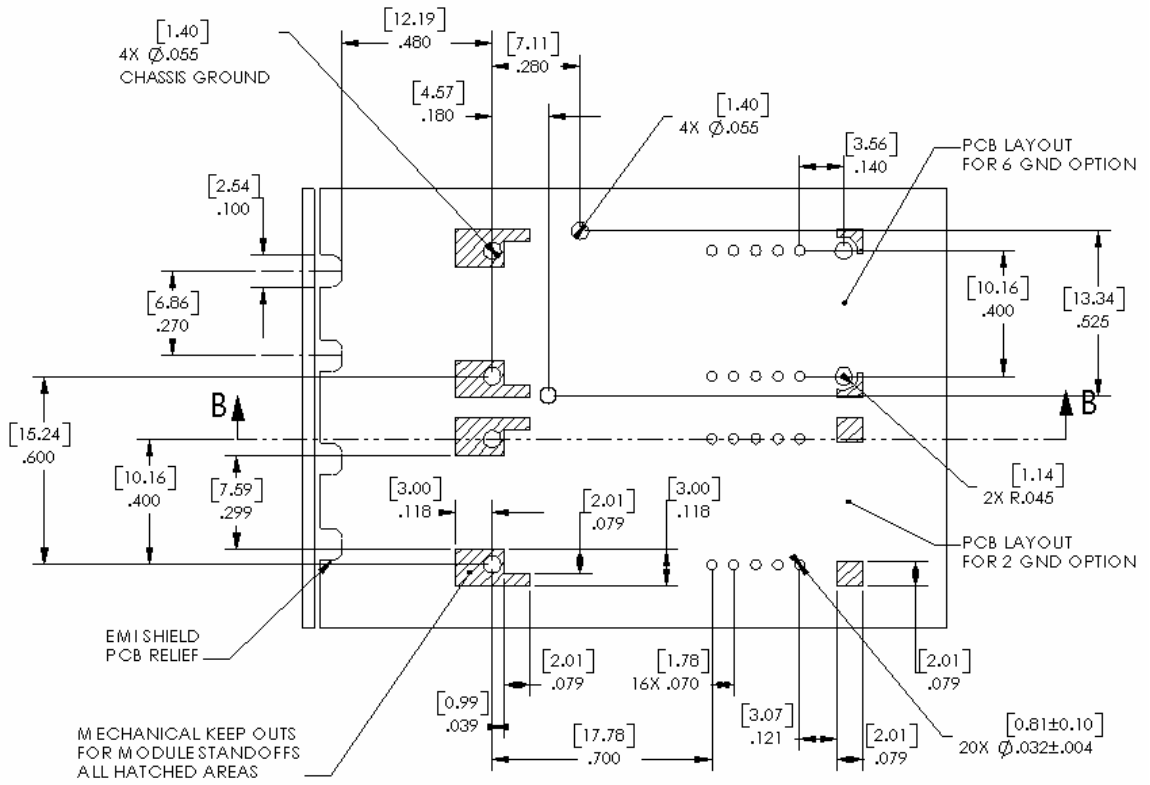 [12.19]
.480
[1.40]
4X Ø.055
CHASSIS GROUND
[7.11]
.280
[4.57]
.180
[1.40]
4X Ø.055
[3.56]
.140
PCB LAYOUT
FOR 6 GND OPTION
[2.54]
.100
[6.86]
.270
[10.16]
.400
[13.34]
.525
B
B
[15.24]
.600
[10.16]
.400
[7.59]
.299
[3.00]
.118
[2.01]
.079
[3.00]
.118
[1.14]
2X R.045
PCB LAYOUT
FOR 2 GND OPTION
EMI SHIELD
PCB RELIEF
[2.01]
.079
[1.78]
16X .070
[2.01]
.079
[0.99]
.039
[3.07]
.121
[0.81±0.10]
20X Ø.032±.004
MECHANICAL KEEP OUTS
FOR MODULE STANDOFFS
ALL HATCHED AREAS
[17.78]
.700
[2.01]
.079